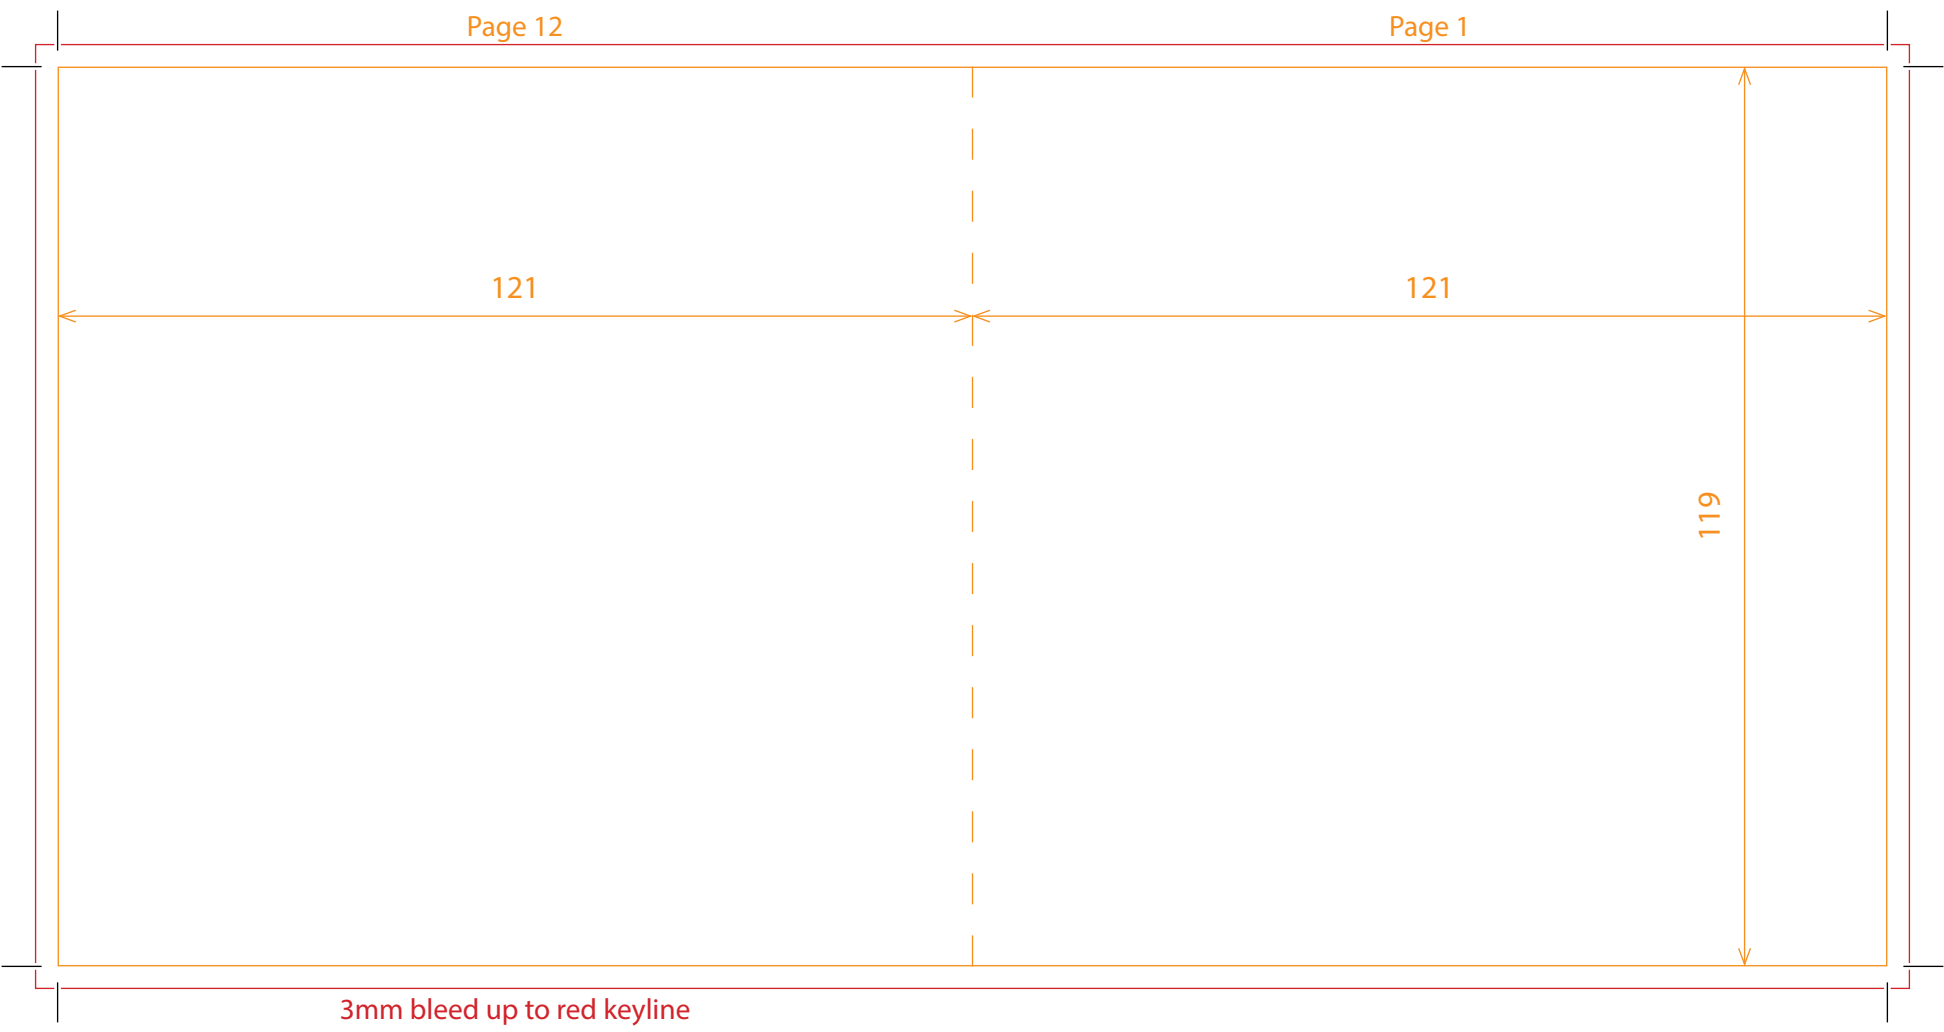 Page 12
Page 1
121
121
119
3mm bleed up to red keyline